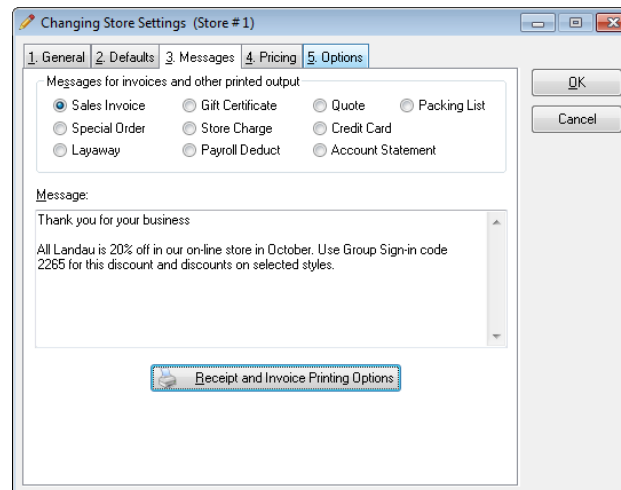 Changing Store Settings (Store # 1)
1. General 2. Defaults 3. Messages 4. Pricing 5. Options
Messages for invoices and other printed output
Sales Invoice Gift Certificate Quote Packing List
Special Order Store Charge Credit Card
Layaway Payroll Deduct Account Statement
OK
Cancel
Message:
Thank you for your business
All Landau is 20% off in our on-line store in October. Use Group Sign-in code
2265 for this discount and discounts on selected styles.
Receipt and Invoice Printing Options